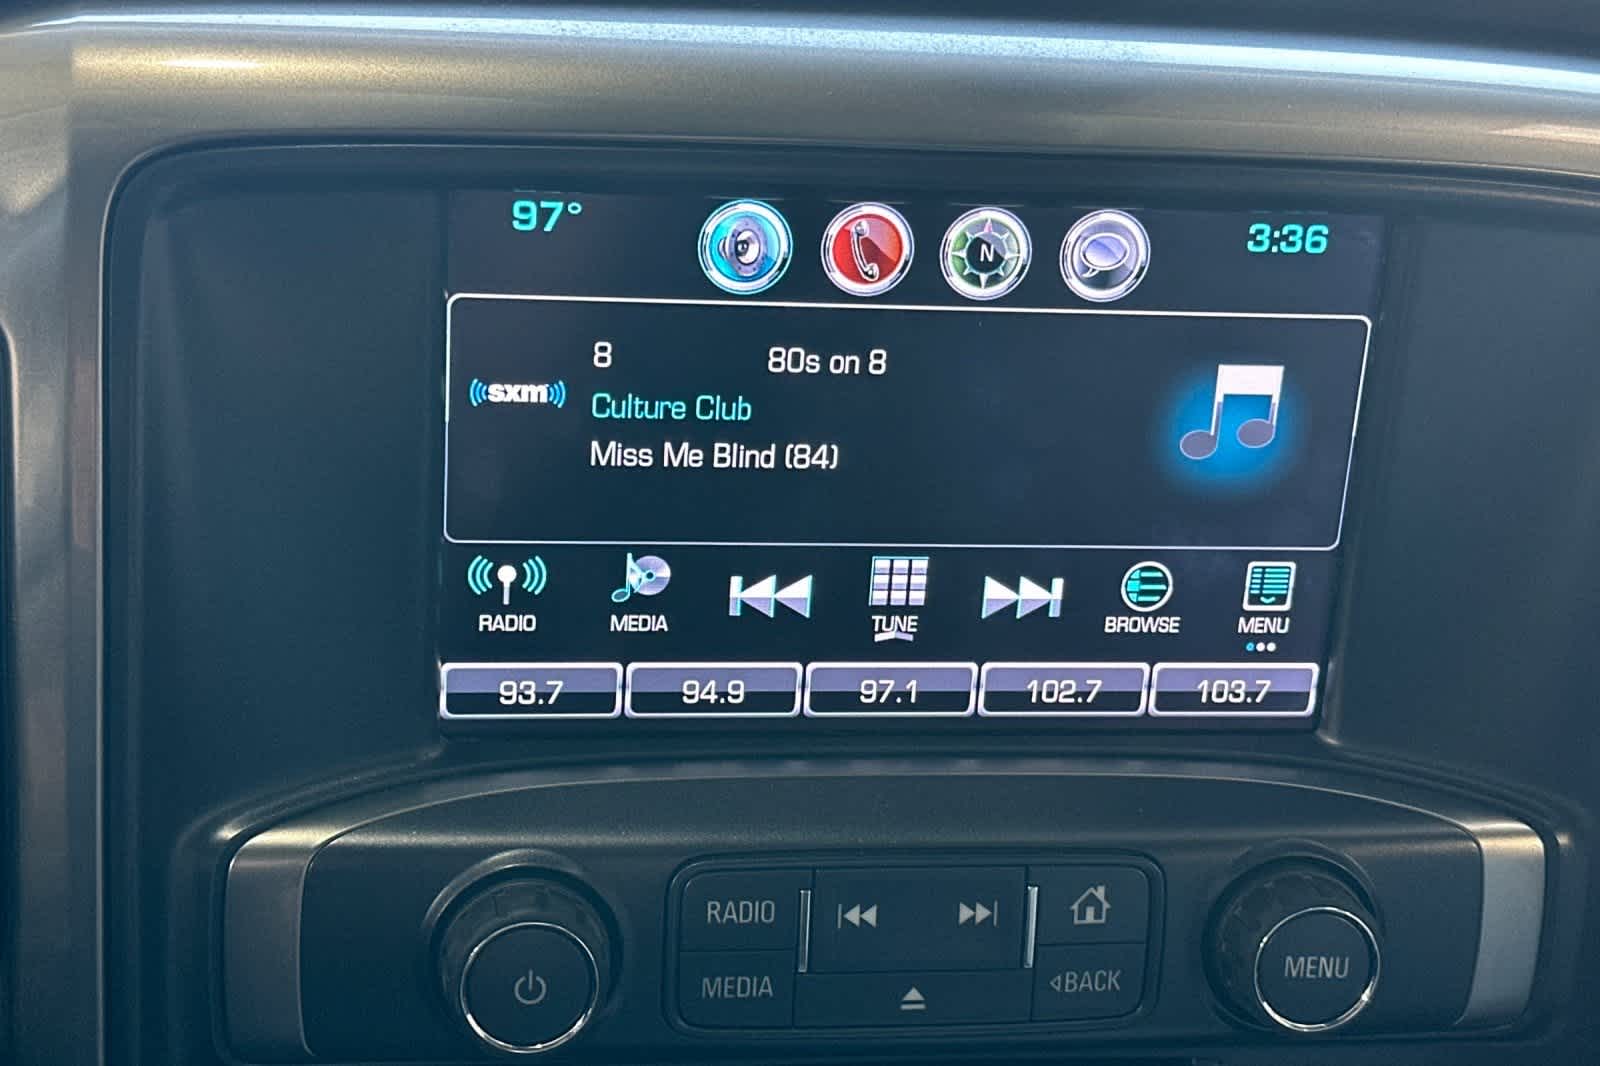 97° 3:36
N
8 80s on 8
sxm
Culture Club
Miss Me Blind (84)
RADIO MEDIA TUNE BROWSE MENU
93.7 94.9 97.1 102.7 103.7
RADIO
MEDIA ◃BACK MENU